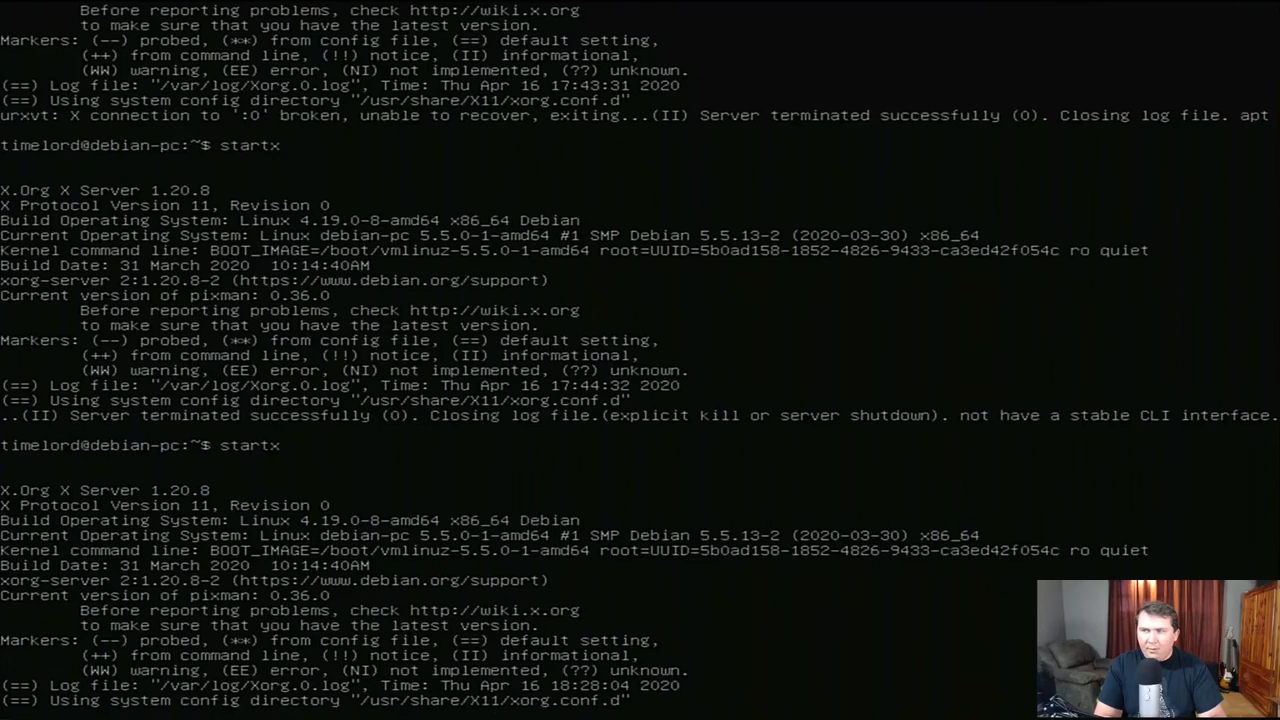 Before reporting problems, check http://wiki.x.org
to make sure that you have the latest version.
Markers: (--) probed, (**) from config file, (==) default setting,
(++) from command line, (!!) notice, (II) informational,
(WW) warning, (EE) error, (NI) not implemented, (??) unknown.
(==) Log file: "/var/log/Xorg.0.log", Time: Thu Apr 16 17:43:31 2020
(==) Using system config directory "/usr/share/X11/xorg.conf.d"
urxvt: X connection to ':0' broken, unable to recover, exiting...(II) Server terminated successfully (0). Closing log file. apt
timelord@debian-pc:~$ startx
X.Org X Server 1.20.8
X Protocol Version 11, Revision 0
Build Operating System: Linux 4.19.0-8-amd64 x86_64 Debian
Current Operating System: Linux debian-pc 5.5.0-1-amd64 #1 SMP Debian 5.5.13-2 (2020-03-30) x86_64
Kernel command line: BOOT_IMAGE=/boot/vmlinuz-5.5.0-1-amd64 root=UUID=5b0ad158-1852-4826-9433-ca3ed42f054c ro quiet
Build Date: 31 March 2020  10:14:40AM
xorg-server 2:1.20.8-2 (https://www.debian.org/support)
Current version of pixman: 0.36.0
Before reporting problems, check http://wiki.x.org
to make sure that you have the latest version.
Markers: (--) probed, (**) from config file, (==) default setting,
(++) from command line, (!!) notice, (II) informational,
(WW) warning, (EE) error, (NI) not implemented, (??) unknown.
(==) Log file: "/var/log/Xorg.0.log", Time: Thu Apr 16 17:44:32 2020
(==) Using system config directory "/usr/share/X11/xorg.conf.d"
..(II) Server terminated successfully (0). Closing log file.(explicit kill or server shutdown). not have a stable CLI interface.
timelord@debian-pc:~$ startx
X.Org X Server 1.20.8
X Protocol Version 11, Revision 0
Build Operating System: Linux 4.19.0-8-amd64 x86_64 Debian
Current Operating System: Linux debian-pc 5.5.0-1-amd64 #1 SMP Debian 5.5.13-2 (2020-03-30) x86_64
Kernel command line: BOOT_IMAGE=/boot/vmlinuz-5.5.0-1-amd64 root=UUID=5b0ad158-1852-4826-9433-ca3ed42f054c ro quiet
Build Date: 31 March 2020  10:14:40AM
xorg-server 2:1.20.8-2 (https://www.debian.org/support)
Current version of pixman: 0.36.0
Before reporting problems, check http://wiki.x.org
to make sure that you have the latest version.
Markers: (--) probed, (**) from config file, (==) default setting,
(++) from command line, (!!) notice, (II) informational,
(WW) warning, (EE) error, (NI) not implemented, (??) unknown.
(==) Log file: "/var/log/Xorg.0.log", Time: Thu Apr 16 18:28:04 2020
(==) Using system config directory "/usr/share/X11/xorg.conf.d"